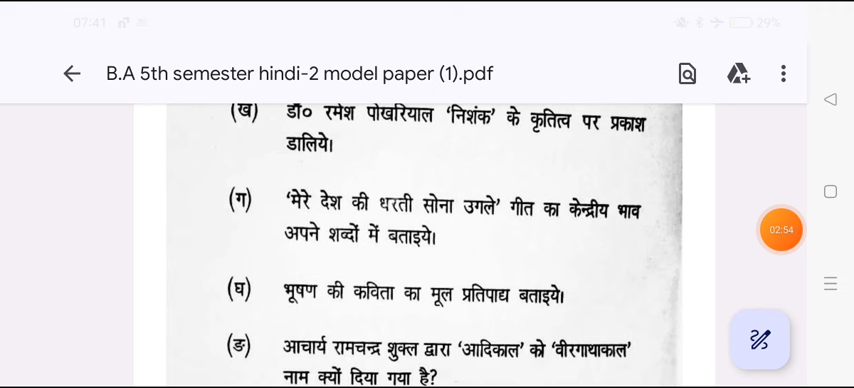 07:41
29%
B.A 5th semester hindi-2 model paper (1).pdf
(ख) डॉ० रमेश पोखरियाल ‘निशंक’ के कृतित्व पर प्रकाश
डालिये।
(ग) ‘मेरे देश की धरती सोना उगले’ गीत का केन्द्रीय भाव
अपने शब्दों में बताइये।
02:54
(घ) भूषण की कविता का मूल प्रतिपाद्य बताइये।
(ङ) आचार्य रामचन्द्र शुक्ल द्वारा ‘आदिकाल’ को ‘वीरगाथाकाल’
नाम क्यों दिया गया है?